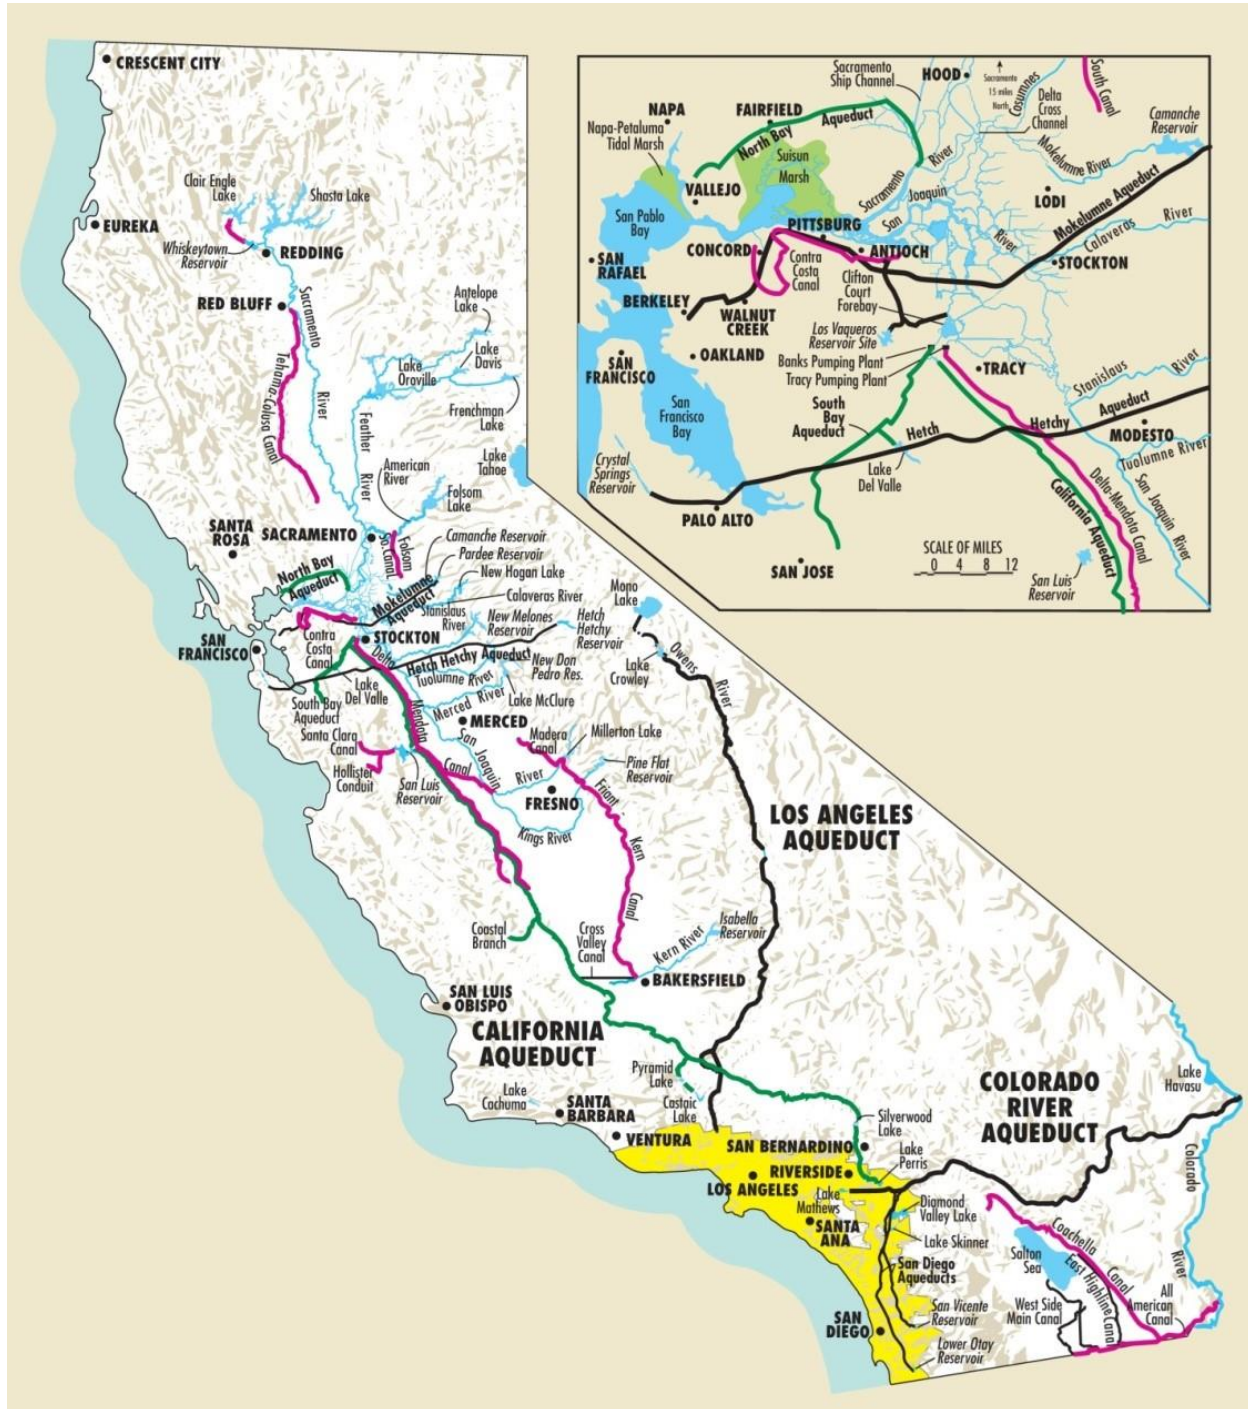 CRESCENT CITY
Clair Engle
Lake
Shasta Lake
EUREKA
Whiskeytown
Reservoir
REDDING
RED BLUFF
Sacramento
River
Tehama-Colusa Canal
Antelope
Lake
Lake
Davis
Lake
Oroville
Frenchman
Lake
Feather
River
American
River
Lake
Tahoe
Folsom
Lake
SANTA
ROSA
SACRAMENTO
Folsom
So. Canal
Camanche Reservoir
Pardee Reservoir
New Hogan Lake
North Bay
Aqueduct
Mokelumne
Aqueduct
Calaveras River
Stanislaus
River
New Melones
Reservoir
Hetch
Hetchy
Reservoir
Mono
Lake
SAN
FRANCISCO
Contra
Costa
Canal
STOCKTON
Delta
Mendota
Canal
Hetch Hetchy Aqueduct
New Don
Pedro Res.
Tuolumne River
Lake McClure
Merced River
Lake
Crowley
Owens
River
South Bay
Aqueduct
Lake
Del Valle
Santa Clara
Canal
Hollister
Conduit
San Luis
Reservoir
MERCED
San
Joaquin
River
Madera
Canal
Millerton Lake
Pine Flat
Reservoir
FRESNO
Kings River
Friant
Kern
Canal
LOS ANGELES
AQUEDUCT
Coastal
Branch
Cross
Valley
Canal
Kern River
Isabella
Reservoir
BAKERSFIELD
SAN LUIS
OBISPO
CALIFORNIA
AQUEDUCT
Pyramid
Lake
Castaic
Lake
Lake
Cachuma
SANTA
BARBARA
VENTURA
COLORADO
RIVER
AQUEDUCT
Lake
Havasu
Silverwood
Lake
SAN BERNARDINO
Lake
Perris
RIVERSIDE
LOS ANGELES
Lake
Mathews
SANTA
ANA
Diamond
Valley Lake
Lake Skinner
San Diego
Aqueducts
SAN
DIEGO
San Vicente
Reservoir
Lower Otay
Reservoir
Salton
Sea
Coachella
Canal
East Highline Canal
West Side
Main Canal
All
American
Canal
Colorado
River
Sacramento
Ship Channel
HOOD
Sacramento
15 miles
North
Cosumnes
South Canal
NAPA
FAIRFIELD
Delta
Cross
Channel
Camanche
Reservoir
Napa-Petaluma
Tidal Marsh
North Bay
Aqueduct
Suisun
Marsh
Sacramento
River
Mokelumne River
VALLEJO
San
Joaquin
River
LODI
Mokelumne Aqueduct
San Pablo
Bay
PITTSBURG
Calaveras
River
CONCORD
ANTIOCH
STOCKTON
SAN
RAFAEL
Contra
Costa
Canal
Clifton
Court
Forebay
BERKELEY
WALNUT
CREEK
Los Vaqueros
Reservoir Site
OAKLAND
Banks Pumping Plant
Tracy Pumping Plant
TRACY
SAN
FRANCISCO
Stanislaus
River
San
Francisco
Bay
South
Bay
Aqueduct
Hetch
Hetchy
Aqueduct
MODESTO
Tuolumne River
Crystal
Springs
Reservoir
Lake
Del Valle
PALO ALTO
California Aqueduct
Delta-Mendota Canal
San Joaquin
River
SAN JOSE
SCALE OF MILES
0 4 8 12
San Luis
Reservoir